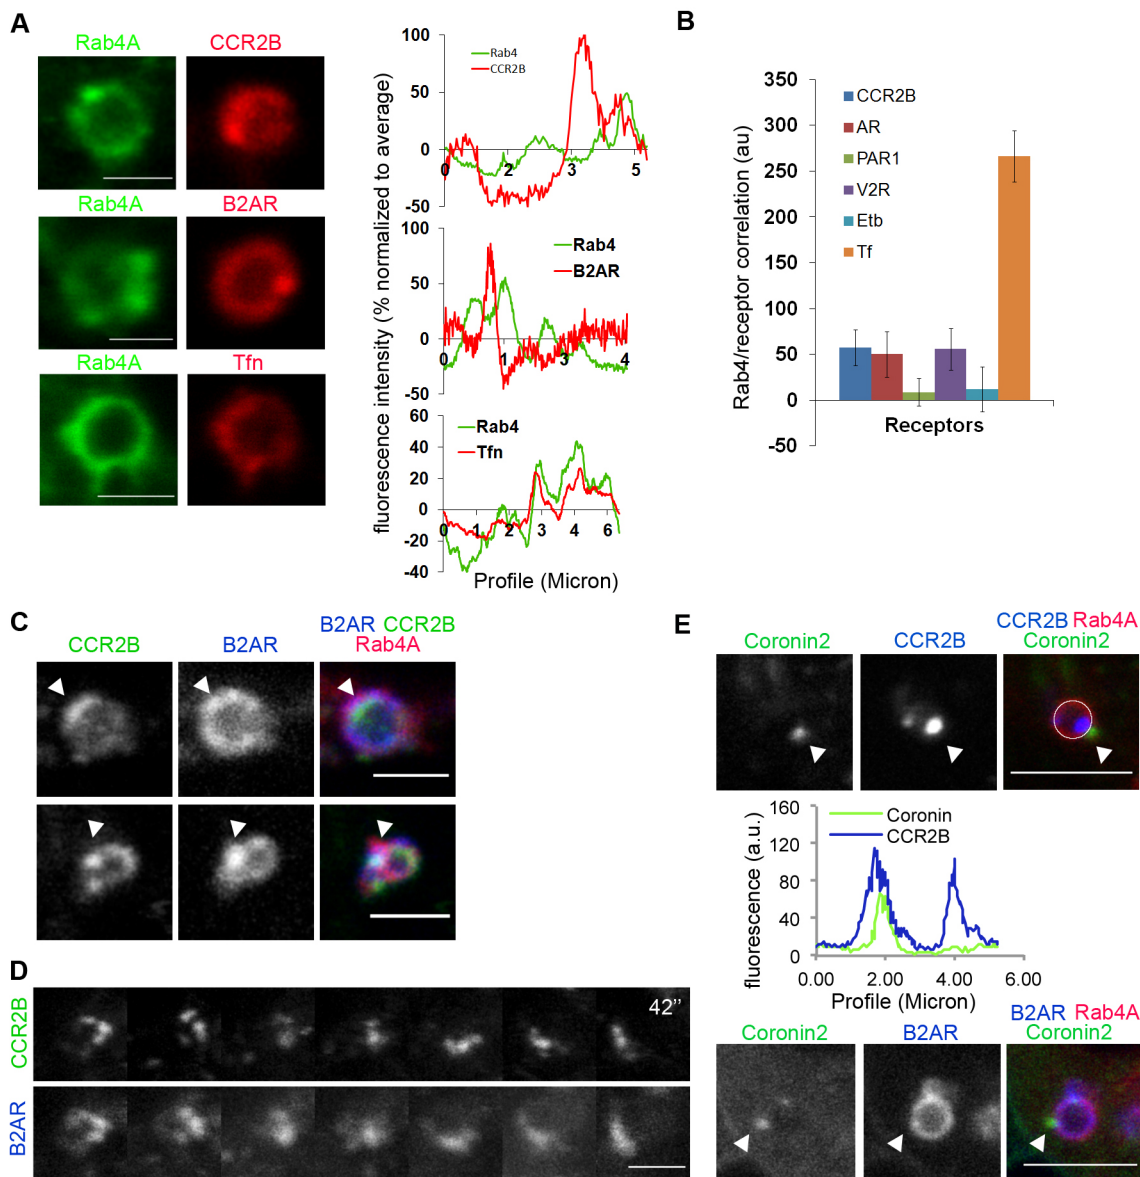 A
Rab4A
CCR2B
Rab4A
B2AR
Rab4A
Tfn
fluorescence intensity (% normalized to average)
100
50
0
-50
0
2
3
5
Rab4
CCR2B
100
50
0
-50
0
1
3
4
Rab4
B2AR
60
40
20
0
-20
-40
0
1
2
3
4
6
Rab4
Tfn
Profile (Micron)
B
Rab4/receptor correlation (au)
350
300
250
200
150
100
50
0
-50
CCR2B
AR
PAR1
V2R
Etb
Tf
Receptors
C
CCR2B
B2AR
B2AR CCR2B
Rab4A
D
CCR2B
42”
B2AR
E
Coronin2
CCR2B
CCR2B Rab4A
Coronin2
fluorescence (a.u.)
160
120
80
40
0
Coronin
CCR2B
0.00
2.00
4.00
6.00
Profile (Micron)
Coronin2
B2AR
B2AR Rab4A
Coronin2